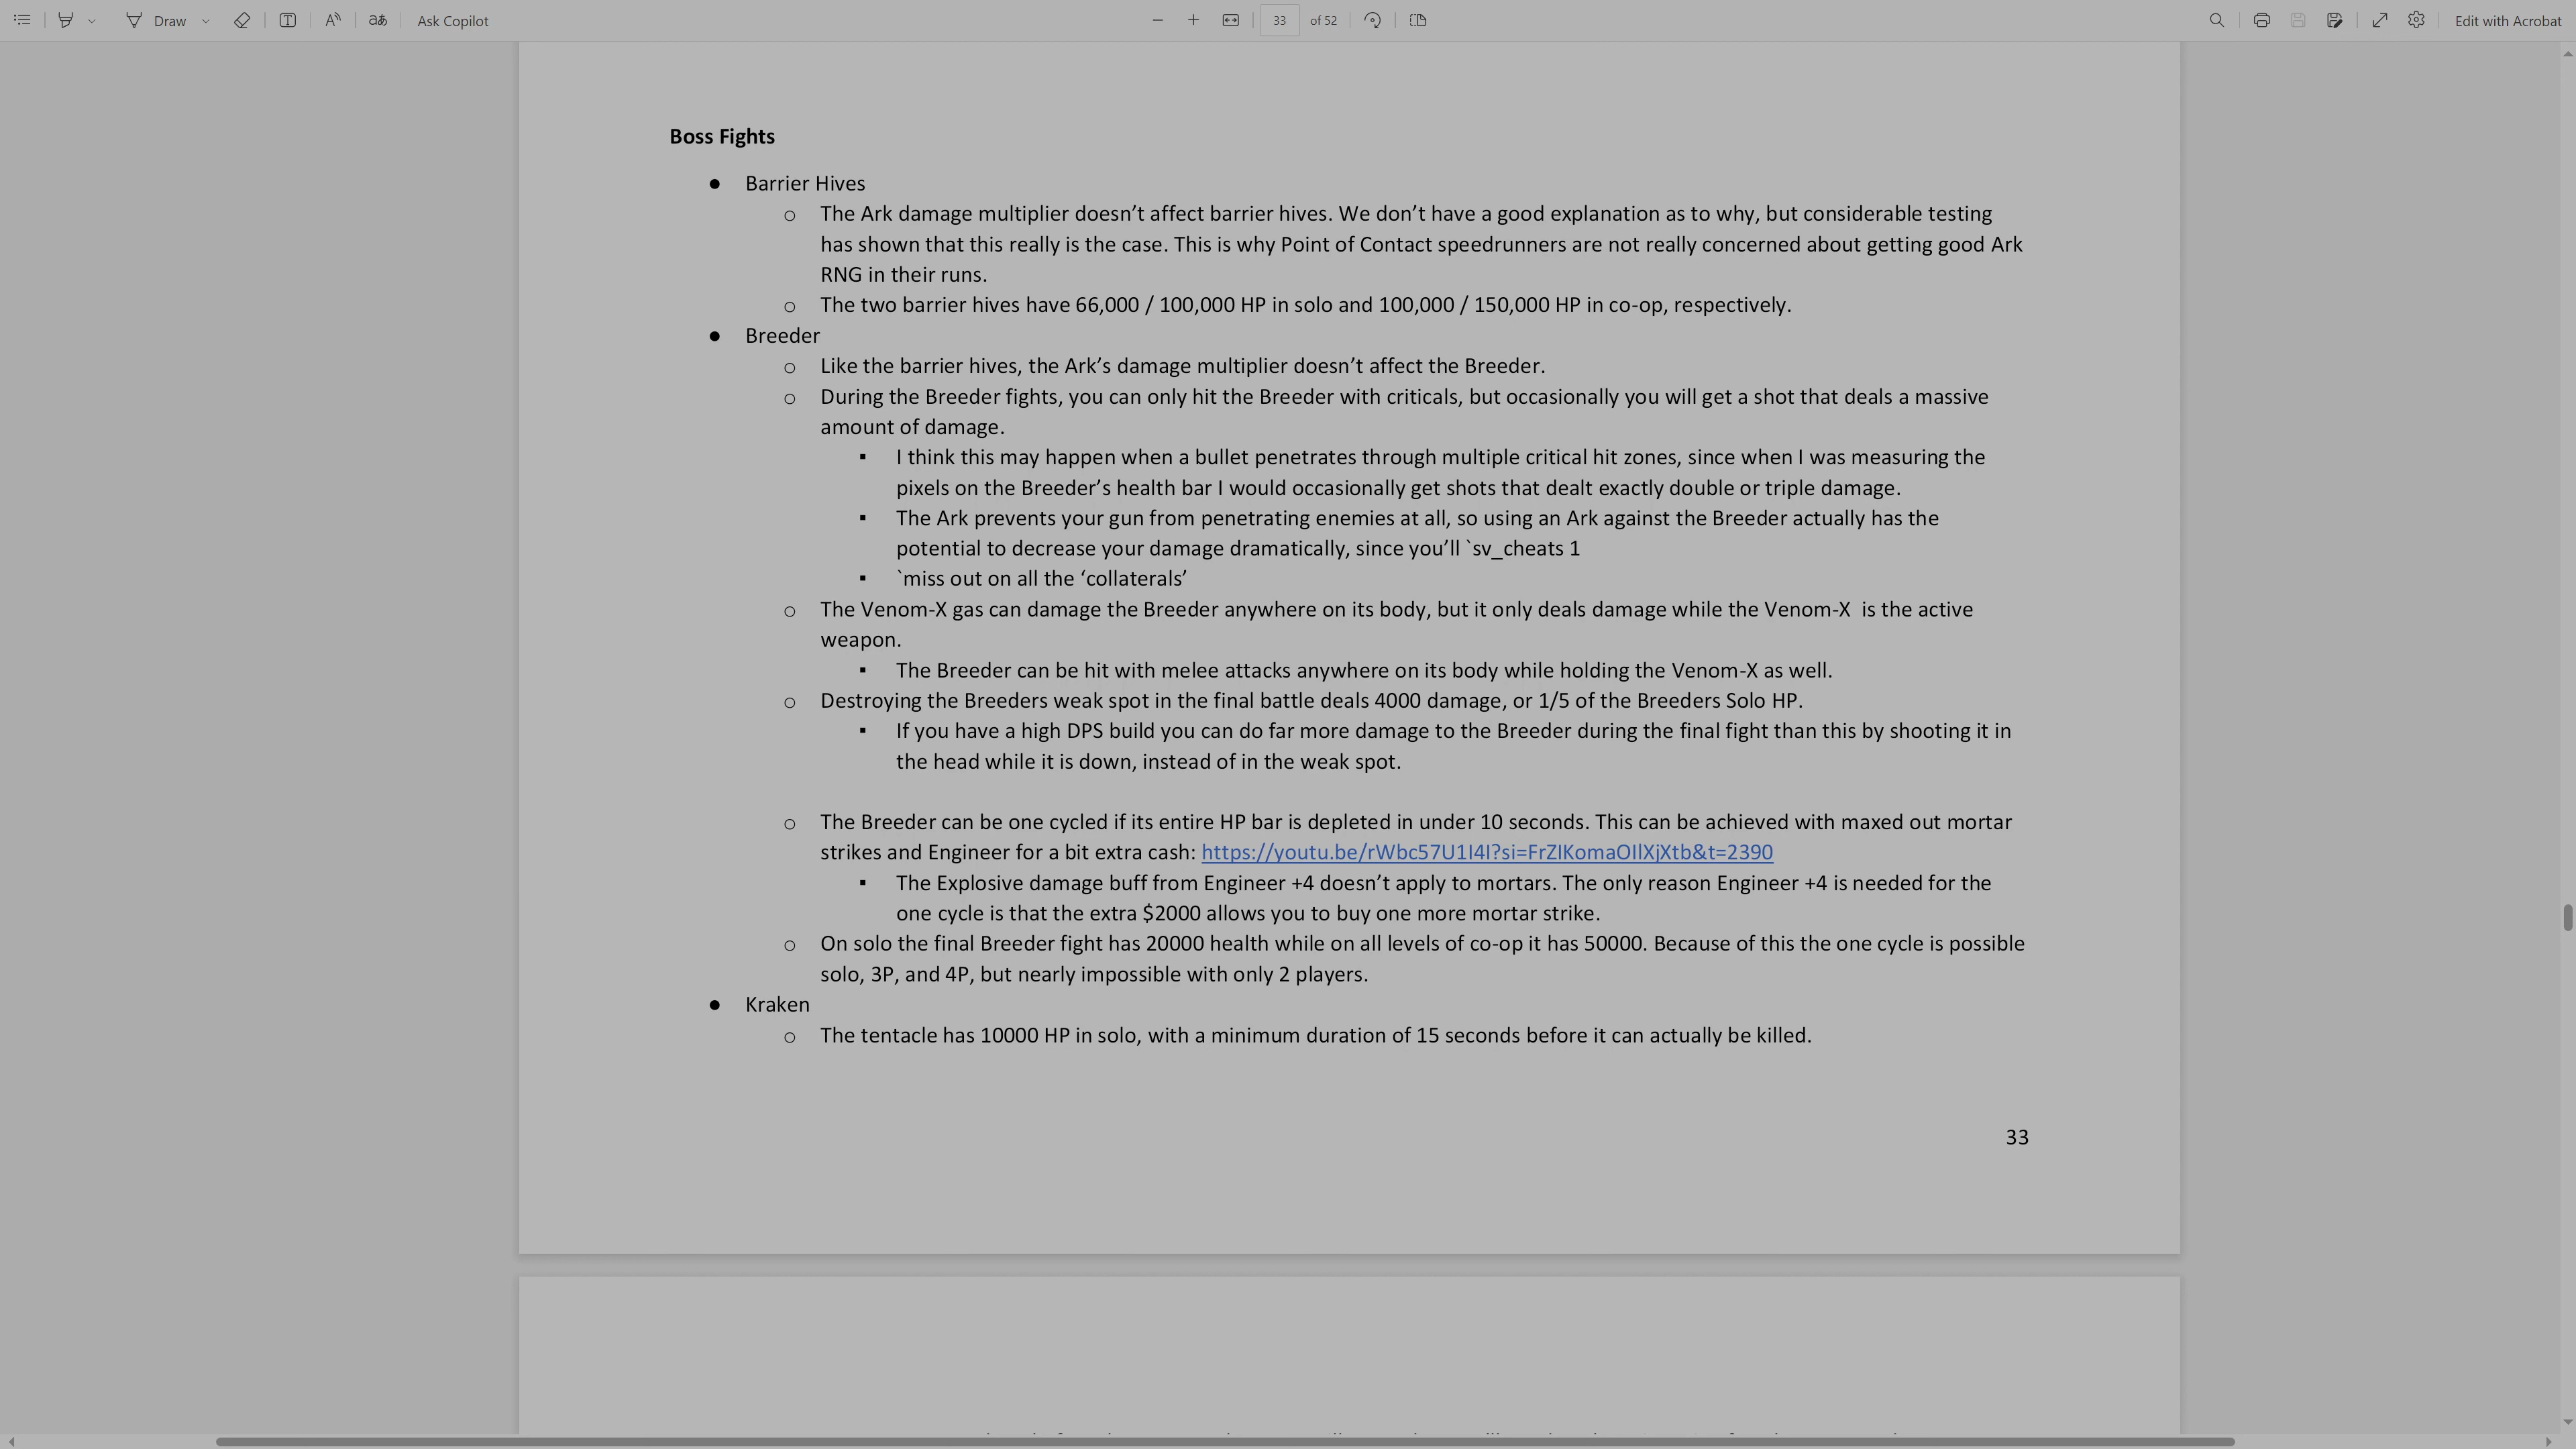 Draw
Ask Copilot
33
of 52
Edit with Acrobat
Boss Fights
● Barrier Hives
○ The Ark damage multiplier doesn’t affect barrier hives. We don’t have a good explanation as to why, but considerable testing
has shown that this really is the case. This is why Point of Contact speedrunners are not really concerned about getting good Ark
RNG in their runs.
○ The two barrier hives have 66,000 / 100,000 HP in solo and 100,000 / 150,000 HP in co-op, respectively.
● Breeder
○ Like the barrier hives, the Ark’s damage multiplier doesn’t affect the Breeder.
○ During the Breeder fights, you can only hit the Breeder with criticals, but occasionally you will get a shot that deals a massive
amount of damage.
▪ I think this may happen when a bullet penetrates through multiple critical hit zones, since when I was measuring the
pixels on the Breeder’s health bar I would occasionally get shots that dealt exactly double or triple damage.
▪ The Ark prevents your gun from penetrating enemies at all, so using an Ark against the Breeder actually has the
potential to decrease your damage dramatically, since you’ll `sv_cheats 1
▪ `miss out on all the ‘collaterals’
○ The Venom-X gas can damage the Breeder anywhere on its body, but it only deals damage while the Venom-X  is the active
weapon.
▪ The Breeder can be hit with melee attacks anywhere on its body while holding the Venom-X as well.
○ Destroying the Breeders weak spot in the final battle deals 4000 damage, or 1/5 of the Breeders Solo HP.
▪ If you have a high DPS build you can do far more damage to the Breeder during the final fight than this by shooting it in
the head while it is down, instead of in the weak spot.
○ The Breeder can be one cycled if its entire HP bar is depleted in under 10 seconds. This can be achieved with maxed out mortar
strikes and Engineer for a bit extra cash: https://youtu.be/rWbc57U1I4I?si=FrZIKomaOIlXjXtb&t=2390
▪ The Explosive damage buff from Engineer +4 doesn’t apply to mortars. The only reason Engineer +4 is needed for the
one cycle is that the extra $2000 allows you to buy one more mortar strike.
○ On solo the final Breeder fight has 20000 health while on all levels of co-op it has 50000. Because of this the one cycle is possible
solo, 3P, and 4P, but nearly impossible with only 2 players.
● Kraken
○ The tentacle has 10000 HP in solo, with a minimum duration of 15 seconds before it can actually be killed.
33